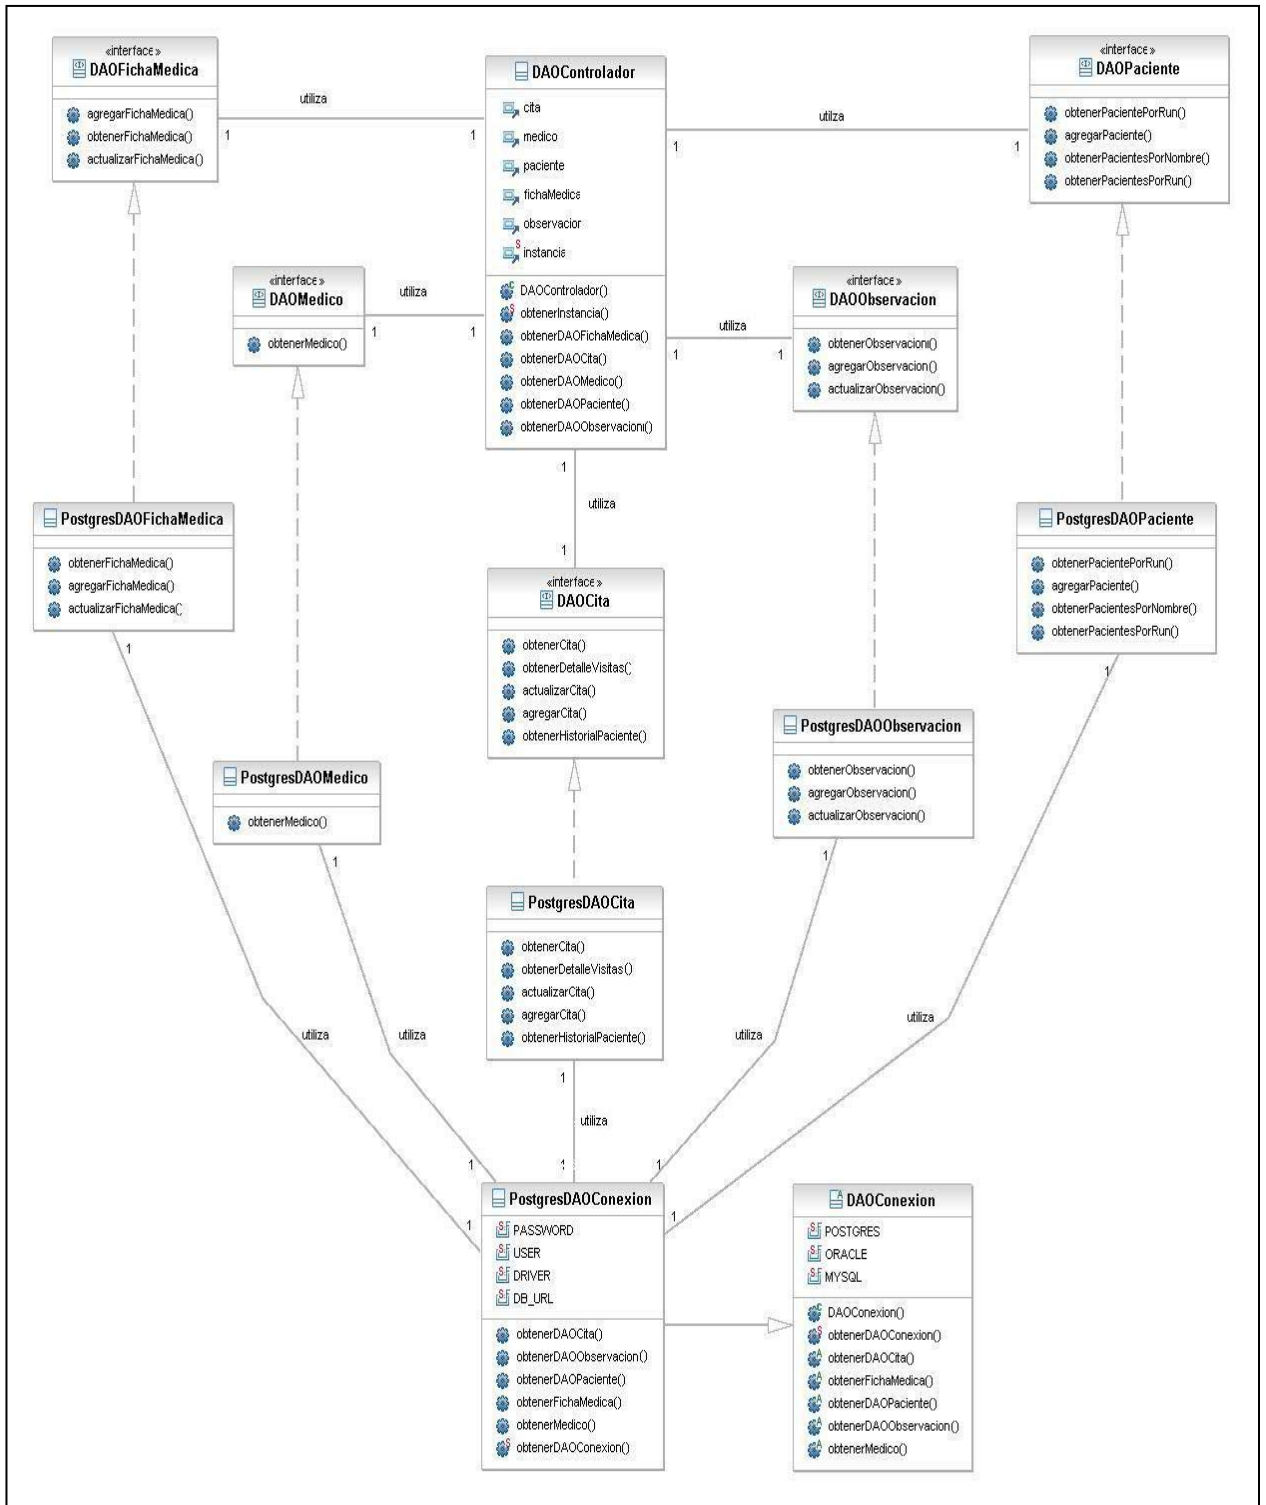 «interface»
DAOFichaMedica
agregarFichaMedica()
obtenerFichaMedica()
actualizarFichaMedica()
utiliza
1
1
DAOControlador
cita
medico
paciente
fichaMedica
observacior
instancia
DAOControlador()
obtenerInstancia()
obtenerDAOFichaMedica()
obtenerDAOCita()
obtenerDAOMedico()
obtenerDAOPaciente()
obtenerDAOObservacion()
utilza
1
1
«interface»
DAOPaciente
obtenerPacientePorRun()
agregarPaciente()
obtenerPacientesPorNombre()
obtenerPacientesPorRun()
«interface»
DAOMedico
obtenerMedico()
utiliza
1
1
utiliza
1
1
«interface»
DAOObservacion
obtenerObservacion()
agregarObservacion()
actualizarObservacion()
1
utiliza
1
PostgresDAOFichaMedica
obtenerFichaMedica()
agregarFichaMedica()
actualizarFichaMedica(
1
«interface»
DAOCita
obtenerCita()
obtenerDetalleVisitas(
actualizarCita()
agregarCita()
obtenerHistorialPaciente()
PostgresDAOPaciente
obtenerPacientePorRun()
agregarPaciente()
obtenerPacientesPorNombre()
obtenerPacientesPorRun()
1
PostgresDAOMedico
obtenerMedico()
1
PostgresDAOObservacion
obtenerObservacion()
agregarObservacion()
actualizarObservacion()
1
PostgresDAOCita
obtenerCita()
obtenerDetalleVisitas()
actualizarCita()
agregarCita()
obtenerHistorialPaciente()
utiliza
utiliza
utiliza
utiliza
1
utiliza
1
1
1
1
1
PostgresDAOConexion
PASSWORD
USER
DRIVER
DB_URL
obtenerDAOCita()
obtenerDAOObservacion()
obtenerDAOPaciente()
obtenerFichaMedica()
obtenerMedico()
obtenerDAOConexion()
DAOConexion
POSTGRES
ORACLE
MYSQL
DAOConexion()
obtenerDAOConexion()
obtenerDAOCita()
obtenerFichaMedica()
obtenerDAOPaciente()
obtenerDAOObservacion()
obtenerMedico()